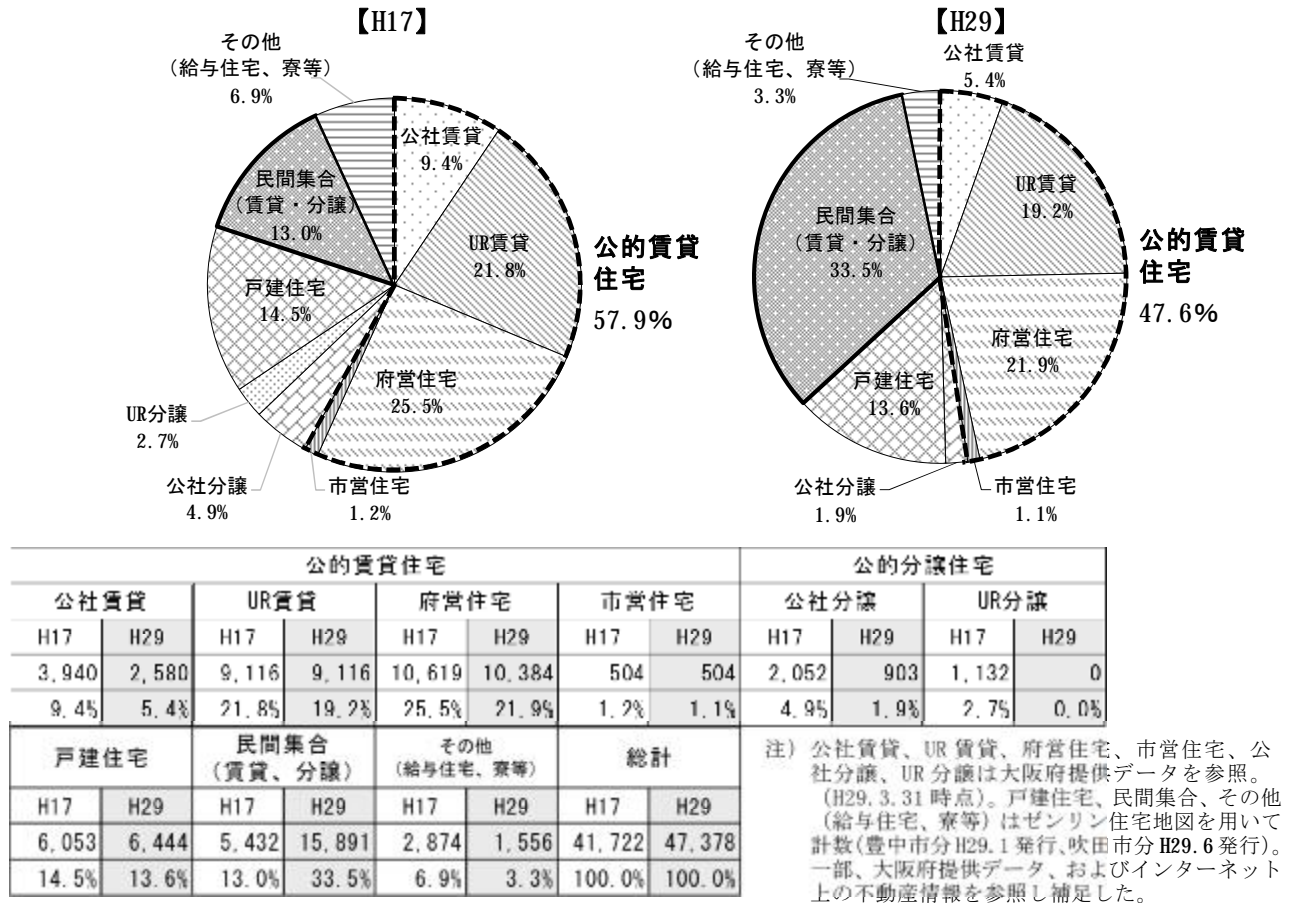 【H17】
その他
（給与住宅、寮等）
6.9%
公社賃貸
9.4%
UR賃貸
21.8%
公的賃貸
住宅
57.9%
府営住宅
25.5%
市営住宅
1.2%
公社分譲
4.9%
UR分譲
2.7%
戸建住宅
14.5%
民間集合
（賃貸・分譲）
13.0%
【H29】
その他
（給与住宅、寮等）
3.3%
公社賃貸
5.4%
UR賃貸
19.2%
公的賃貸
住宅
47.6%
府営住宅
21.9%
市営住宅
1.1%
公社分譲
1.9%
戸建住宅
13.6%
民間集合
（賃貸・分譲）
33.5%
公的賃貸住宅 公的分譲住宅
公社賃貸 UR賃貸 府営住宅 市営住宅 公社分譲 UR分譲
H17 H29 H17 H29 H17 H29 H17 H29 H17 H29 H17 H29
3,940 2,580 9,116 9,116 10,619 10,384 504 504 2,052 903 1,132 0
9.4% 5.4% 21.8% 19.2% 25.5% 21.9% 1.2% 1.1% 4.9% 1.9% 2.7% 0.0%
戸建住宅 民間集合（賃貸、分譲） その他（給与住宅、寮等） 総計
H17 H29 H17 H29 H17 H29 H17 H29
6,053 6,444 5,432 15,891 2,874 1,556 41,722 47,378
14.5% 13.6% 13.0% 33.5% 6.9% 3.3% 100.0% 100.0%
注）公社賃貸、UR 賃貸、府営住宅、市営住宅、公
社分譲、UR 分譲は大阪府提供データを参照。
（H29.3.31 時点）。戸建住宅、民間集合、その他
（給与住宅、寮等）はゼンリン住宅地図を用いて
計数（豊中市分 H29.1 発行、吹田市分 H29.6 発行）。
一部、大阪府提供データ、およびインターネット
上の不動産情報を参照し補足した。